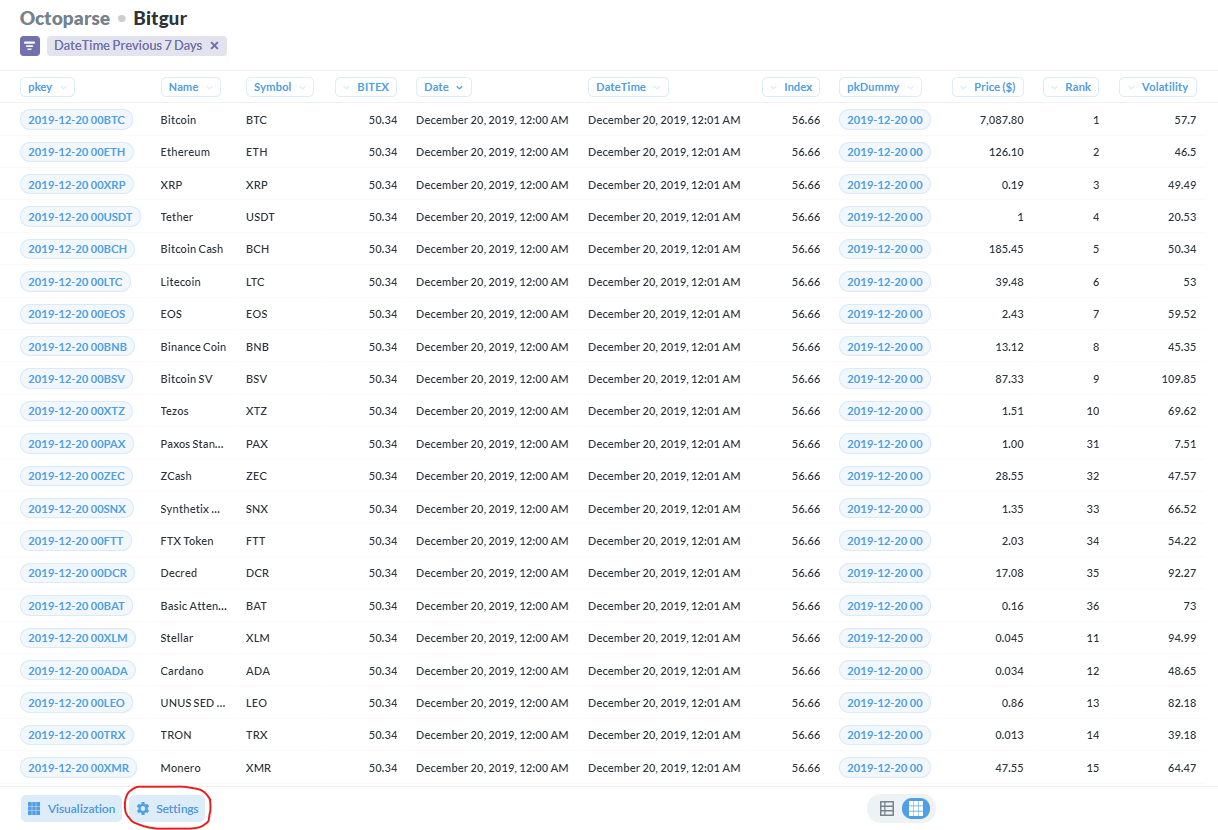 Octoparse • Bitgur
DateTime Previous 7 Days ×
pkey Name Symbol BITEX Date DateTime Index pkDummy Price ($) Rank Volatility
2019-12-20 00BTC Bitcoin BTC 50.34 December 20, 2019, 12:00 AM December 20, 2019, 12:01 AM 56.66 2019-12-20 00 7,087.80 1 57.7
2019-12-20 00ETH Ethereum ETH 50.34 December 20, 2019, 12:00 AM December 20, 2019, 12:01 AM 56.66 2019-12-20 00 126.10 2 46.5
2019-12-20 00XRP XRP XRP 50.34 December 20, 2019, 12:00 AM December 20, 2019, 12:01 AM 56.66 2019-12-20 00 0.19 3 49.49
2019-12-20 00USDT Tether USDT 50.34 December 20, 2019, 12:00 AM December 20, 2019, 12:01 AM 56.66 2019-12-20 00 1 4 20.53
2019-12-20 00BCH Bitcoin Cash BCH 50.34 December 20, 2019, 12:00 AM December 20, 2019, 12:01 AM 56.66 2019-12-20 00 185.45 5 50.34
2019-12-20 00LTC Litecoin LTC 50.34 December 20, 2019, 12:00 AM December 20, 2019, 12:01 AM 56.66 2019-12-20 00 39.48 6 53
2019-12-20 00EOS EOS EOS 50.34 December 20, 2019, 12:00 AM December 20, 2019, 12:01 AM 56.66 2019-12-20 00 2.43 7 59.52
2019-12-20 00BNB Binance Coin BNB 50.34 December 20, 2019, 12:00 AM December 20, 2019, 12:01 AM 56.66 2019-12-20 00 13.12 8 45.35
2019-12-20 00BSV Bitcoin SV BSV 50.34 December 20, 2019, 12:00 AM December 20, 2019, 12:01 AM 56.66 2019-12-20 00 87.33 9 109.85
2019-12-20 00XTZ Tezos XTZ 50.34 December 20, 2019, 12:00 AM December 20, 2019, 12:01 AM 56.66 2019-12-20 00 1.51 10 69.62
2019-12-20 00PAX Paxos Stan... PAX 50.34 December 20, 2019, 12:00 AM December 20, 2019, 12:01 AM 56.66 2019-12-20 00 1.00 31 7.51
2019-12-20 00ZEC ZCash ZEC 50.34 December 20, 2019, 12:00 AM December 20, 2019, 12:01 AM 56.66 2019-12-20 00 28.55 32 47.57
2019-12-20 00SNX Synthetix ... SNX 50.34 December 20, 2019, 12:00 AM December 20, 2019, 12:01 AM 56.66 2019-12-20 00 1.35 33 66.52
2019-12-20 00FTT FTX Token FTT 50.34 December 20, 2019, 12:00 AM December 20, 2019, 12:01 AM 56.66 2019-12-20 00 2.03 34 54.22
2019-12-20 00DCR Decred DCR 50.34 December 20, 2019, 12:00 AM December 20, 2019, 12:01 AM 56.66 2019-12-20 00 17.08 35 92.27
2019-12-20 00BAT Basic Atten... BAT 50.34 December 20, 2019, 12:00 AM December 20, 2019, 12:01 AM 56.66 2019-12-20 00 0.16 36 73
2019-12-20 00XLM Stellar XLM 50.34 December 20, 2019, 12:00 AM December 20, 2019, 12:01 AM 56.66 2019-12-20 00 0.045 11 94.99
2019-12-20 00ADA Cardano ADA 50.34 December 20, 2019, 12:00 AM December 20, 2019, 12:01 AM 56.66 2019-12-20 00 0.034 12 48.65
2019-12-20 00LEO UNUS SED ... LEO 50.34 December 20, 2019, 12:00 AM December 20, 2019, 12:01 AM 56.66 2019-12-20 00 0.86 13 82.18
2019-12-20 00TRX TRON TRX 50.34 December 20, 2019, 12:00 AM December 20, 2019, 12:01 AM 56.66 2019-12-20 00 0.013 14 39.18
2019-12-20 00XMR Monero XMR 50.34 December 20, 2019, 12:00 AM December 20, 2019, 12:01 AM 56.66 2019-12-20 00 47.55 15 64.47
Visualization Settings